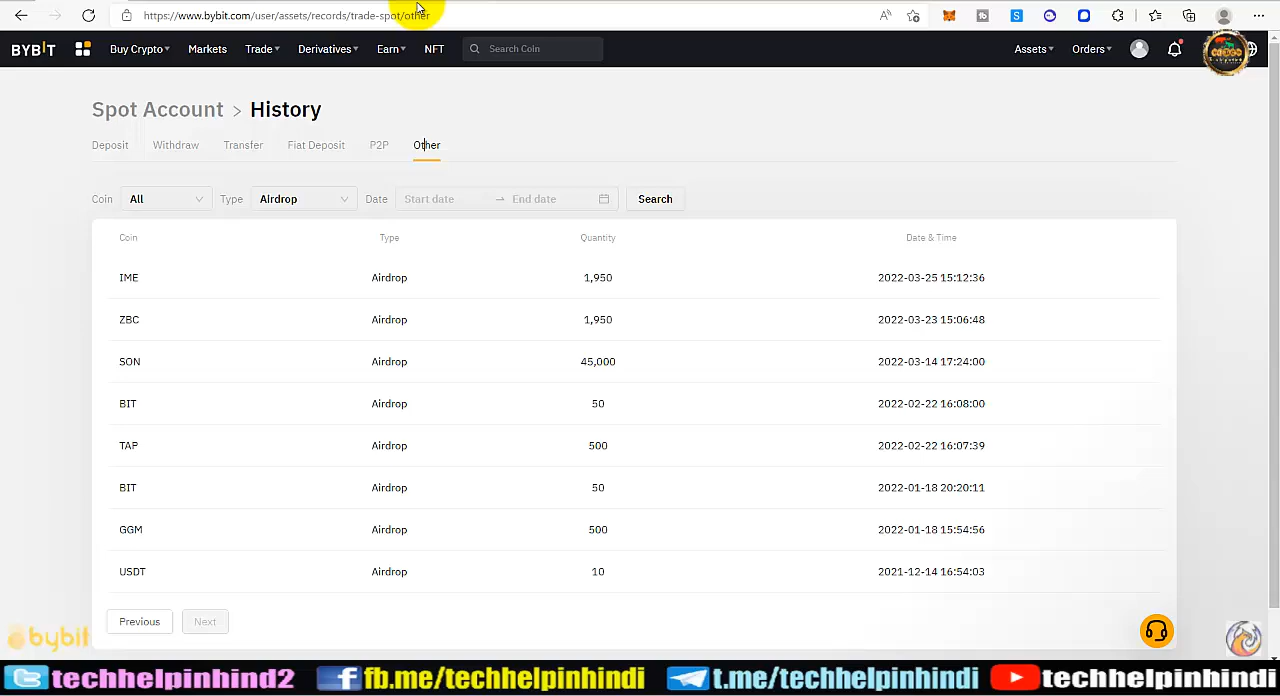 https://www.bybit.com/user/assets/records/trade-spot/other
BYBIT Buy Crypto Markets Trade Derivatives Earn NFT Search Coin Assets Orders
Spot Account > History
Deposit Withdraw Transfer Fiat Deposit P2P Other
Coin All Type Airdrop Date Start date → End date Search
Coin Type Quantity Date & Time
IME Airdrop 1,950 2022-03-25 15:12:36
ZBC Airdrop 1,950 2022-03-23 15:06:48
SON Airdrop 45,000 2022-03-14 17:24:00
BIT Airdrop 50 2022-02-22 16:08:00
TAP Airdrop 500 2022-02-22 16:07:39
BIT Airdrop 50 2022-01-18 20:20:11
GGM Airdrop 500 2022-01-18 15:54:56
USDT Airdrop 10 2021-12-14 16:54:03
Previous Next
bybit
techhelpinhindi2 fb.me/techhelpinhindi t.me/techhelpinhindi techhelpinhindi